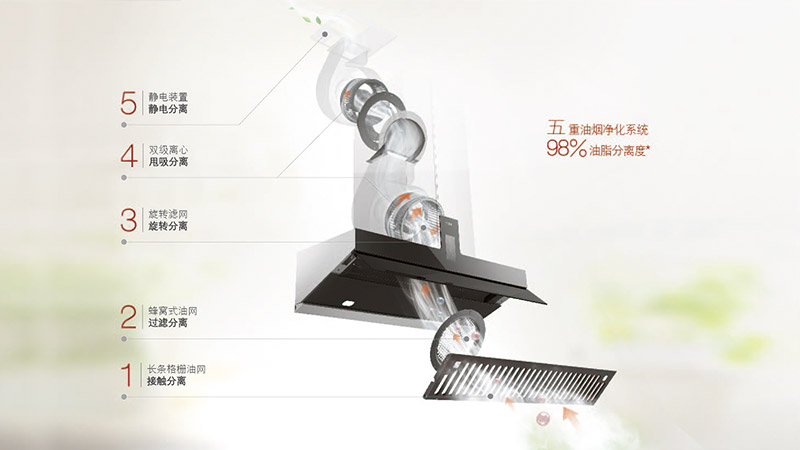 五重油烟净化系统
98%油脂分离度*
5
静电装置
静电分离
4
双级离心
甩吸分离
3
旋转滤网
旋转分离
2
蜂窝式油网
过滤分离
1
长条格栅油网
接触分离